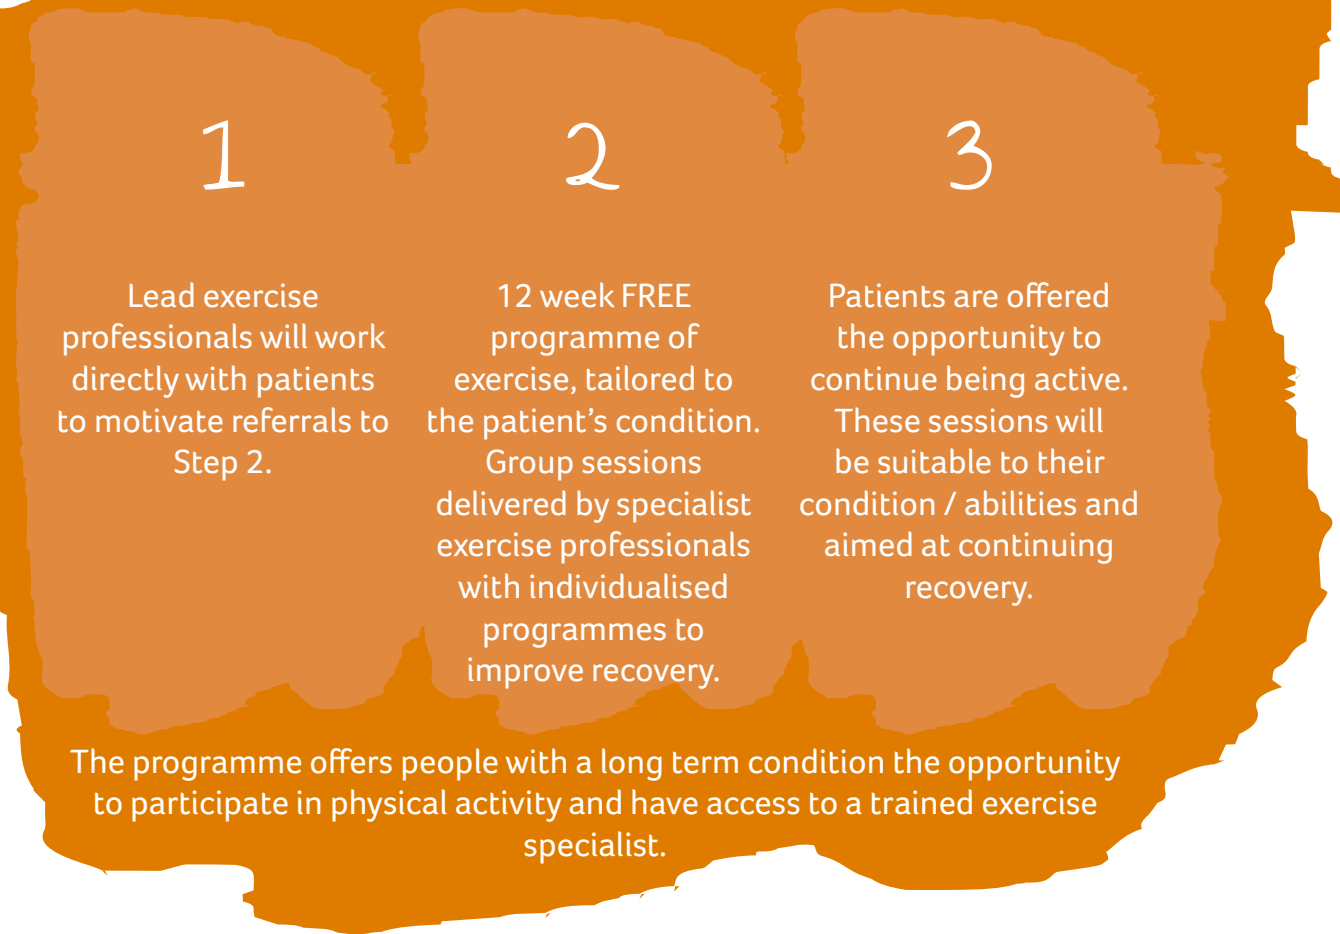 1
Lead exercise
professionals will work
directly with patients
to motivate referrals to
Step 2.
2
12 week FREE
programme of
exercise, tailored to
the patient’s condition.
Group sessions
delivered by specialist
exercise professionals
with individualised
programmes to
improve recovery.
3
Patients are offered
the opportunity to
continue being active.
These sessions will
be suitable to their
condition / abilities and
aimed at continuing
recovery.
The programme offers people with a long term condition the opportunity
to participate in physical activity and have access to a trained exercise
specialist.